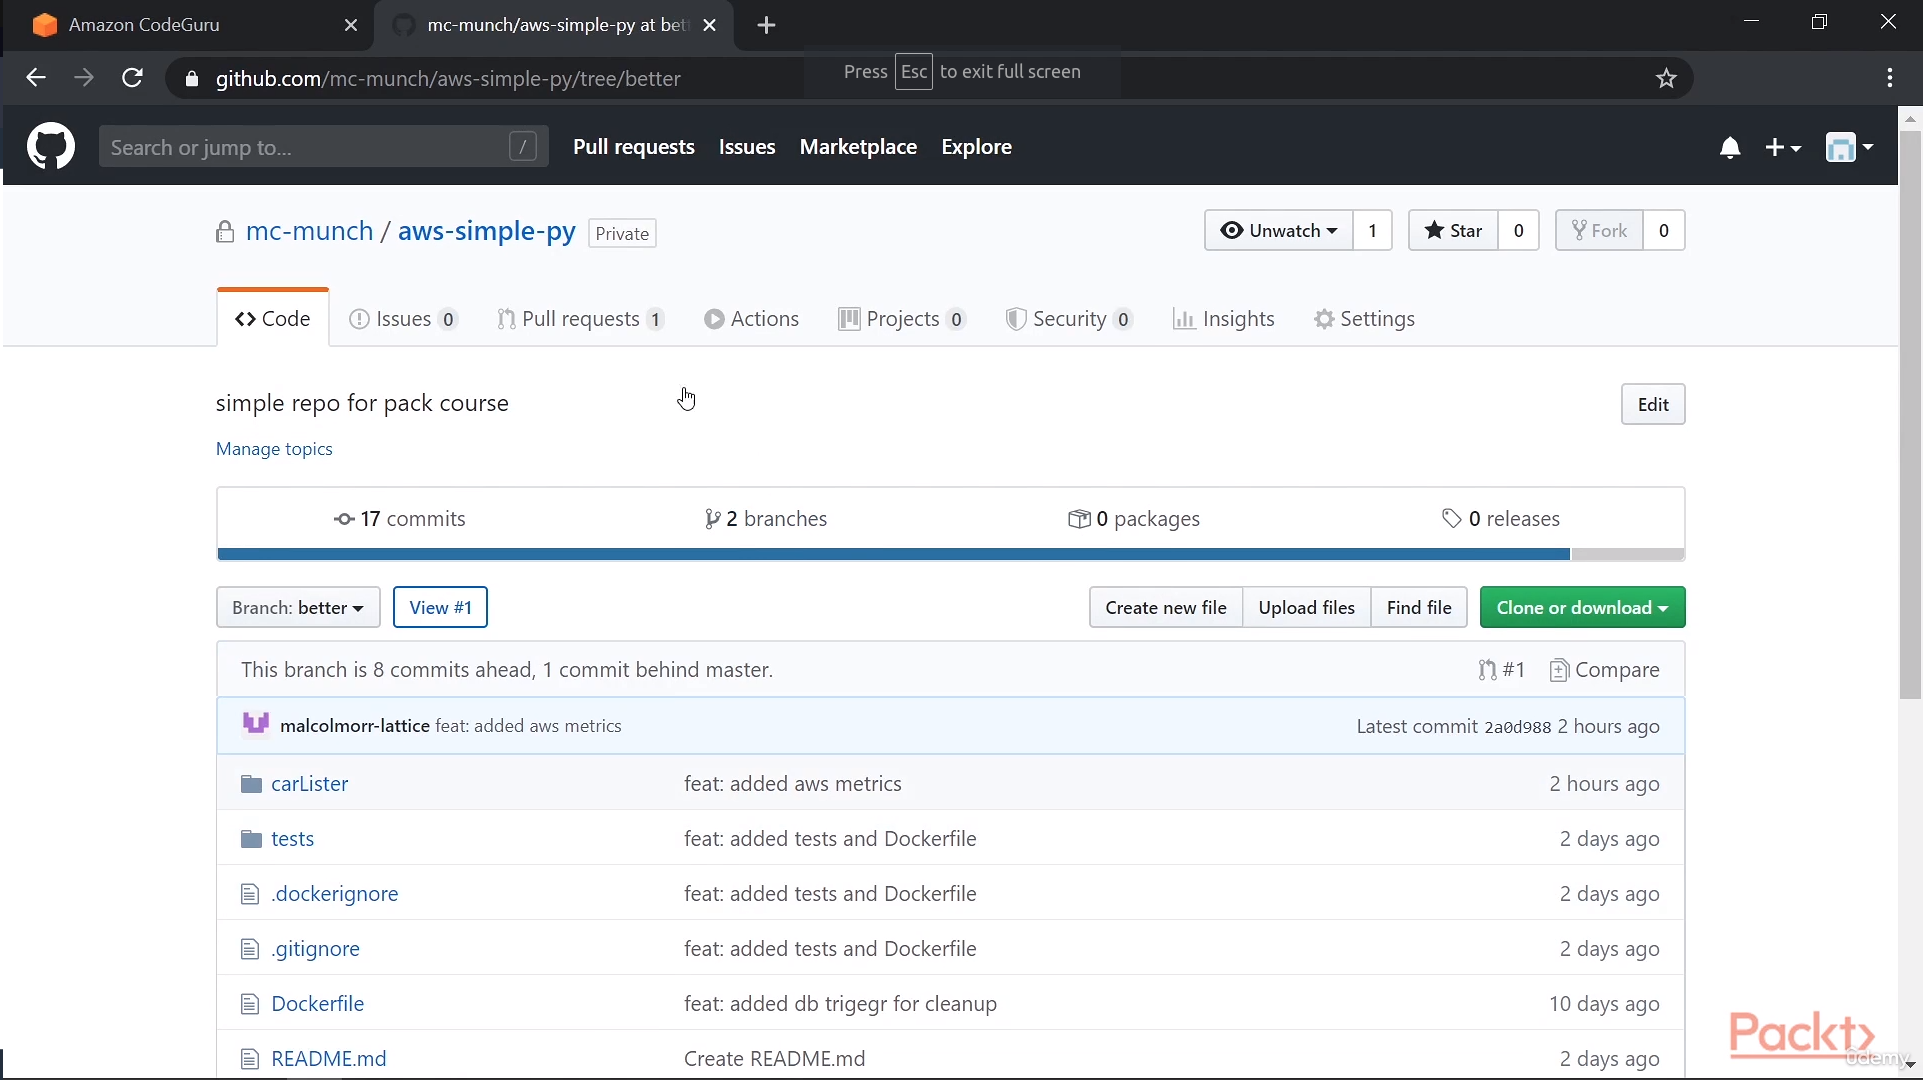 Amazon CodeGuru
mc-munch/aws-simple-py at bett
github.com/mc-munch/aws-simple-py/tree/better
Press Esc to exit full screen
Search or jump to...
/
Pull requests
Issues
Marketplace
Explore
mc-munch / aws-simple-py
Private
Unwatch 1
Star 0
Fork 0
Code
Issues 0
Pull requests 1
Actions
Projects 0
Security 0
Insights
Settings
simple repo for pack course
Edit
Manage topics
17 commits
2 branches
0 packages
0 releases
Branch: better
View #1
Create new file
Upload files
Find file
Clone or download
This branch is 8 commits ahead, 1 commit behind master.
#1
Compare
malcolmorr-lattice feat: added aws metrics
Latest commit 2a0d988 2 hours ago
carLister
feat: added aws metrics
2 hours ago
tests
feat: added tests and Dockerfile
2 days ago
.dockerignore
feat: added tests and Dockerfile
2 days ago
.gitignore
feat: added tests and Dockerfile
2 days ago
Dockerfile
feat: added db trigegr for cleanup
10 days ago
README.md
Create README.md
2 days ago
Packt>
ûdemy